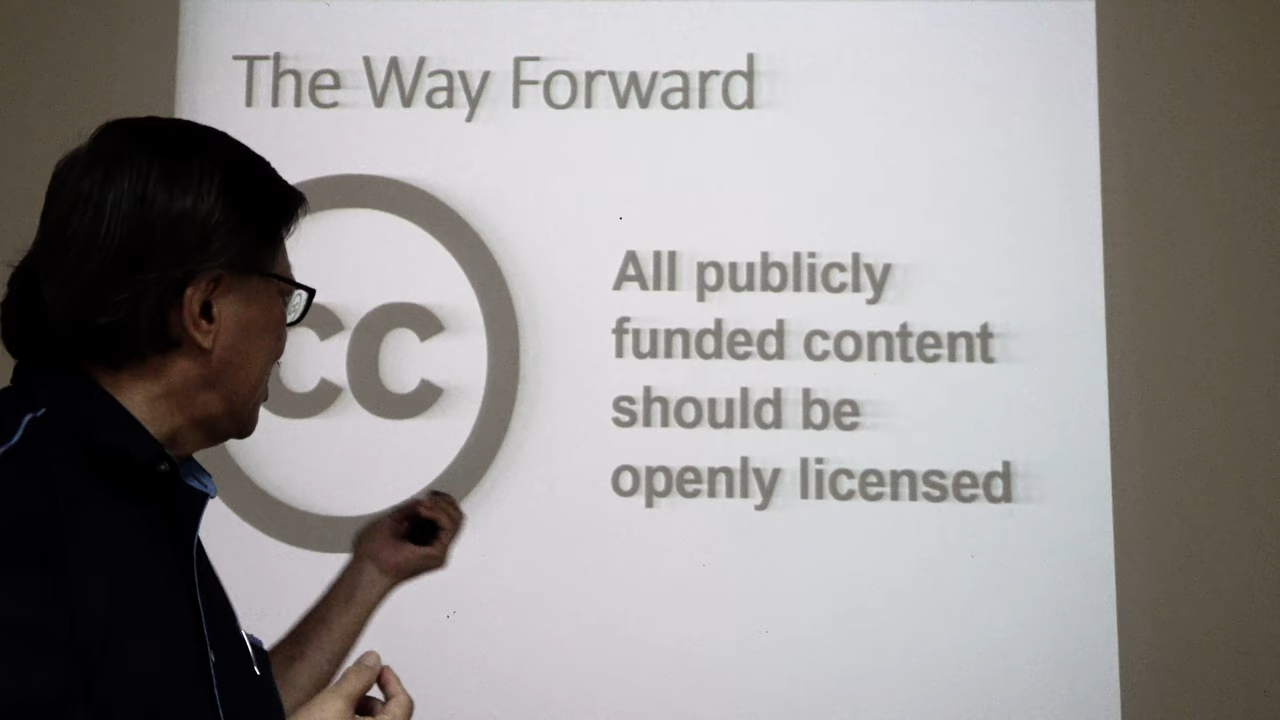 The Way Forward
cc
All publicly
funded content
should be
openly licensed